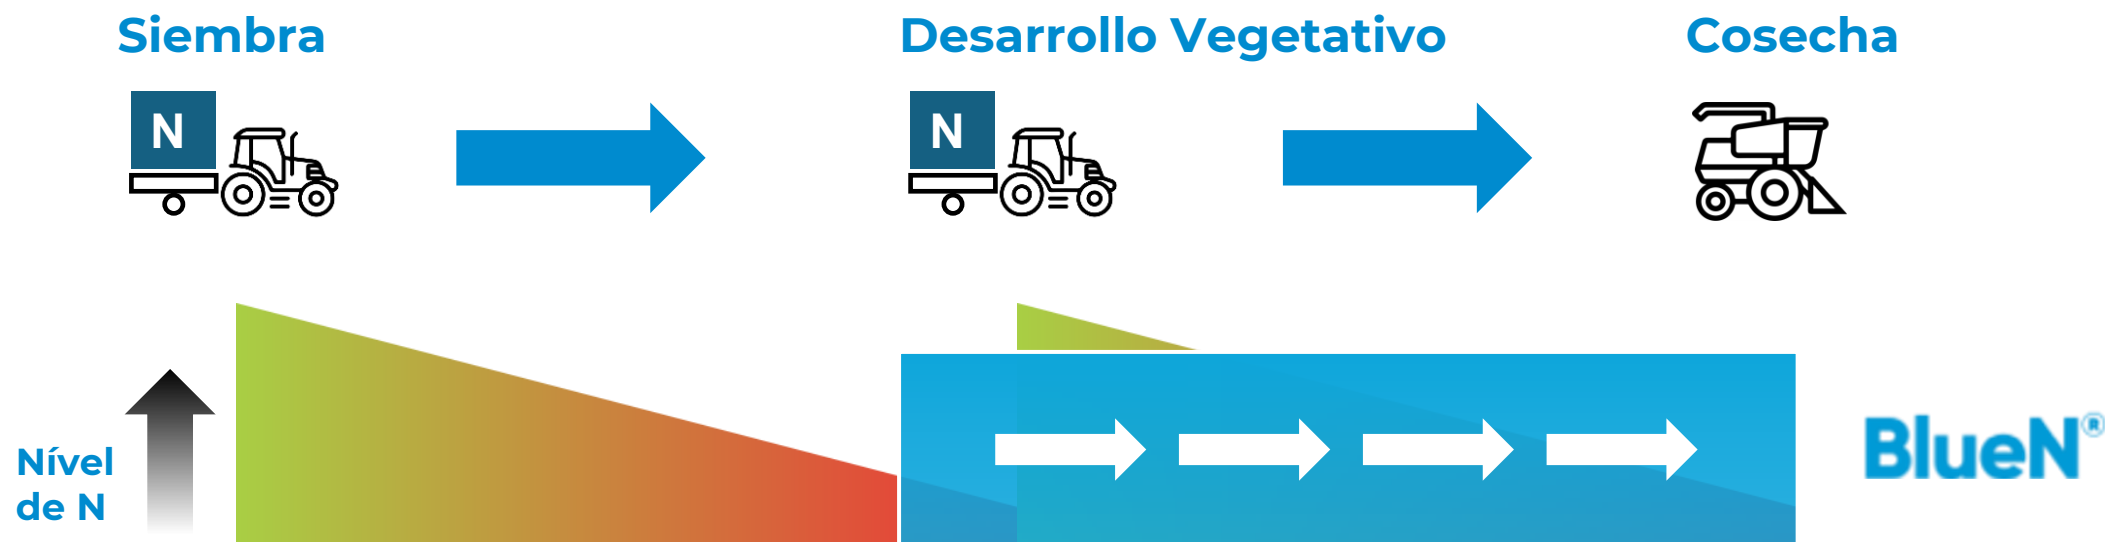 Siembra
Desarrollo Vegetativo
Cosecha
N
N
Nível
de N
BlueN®